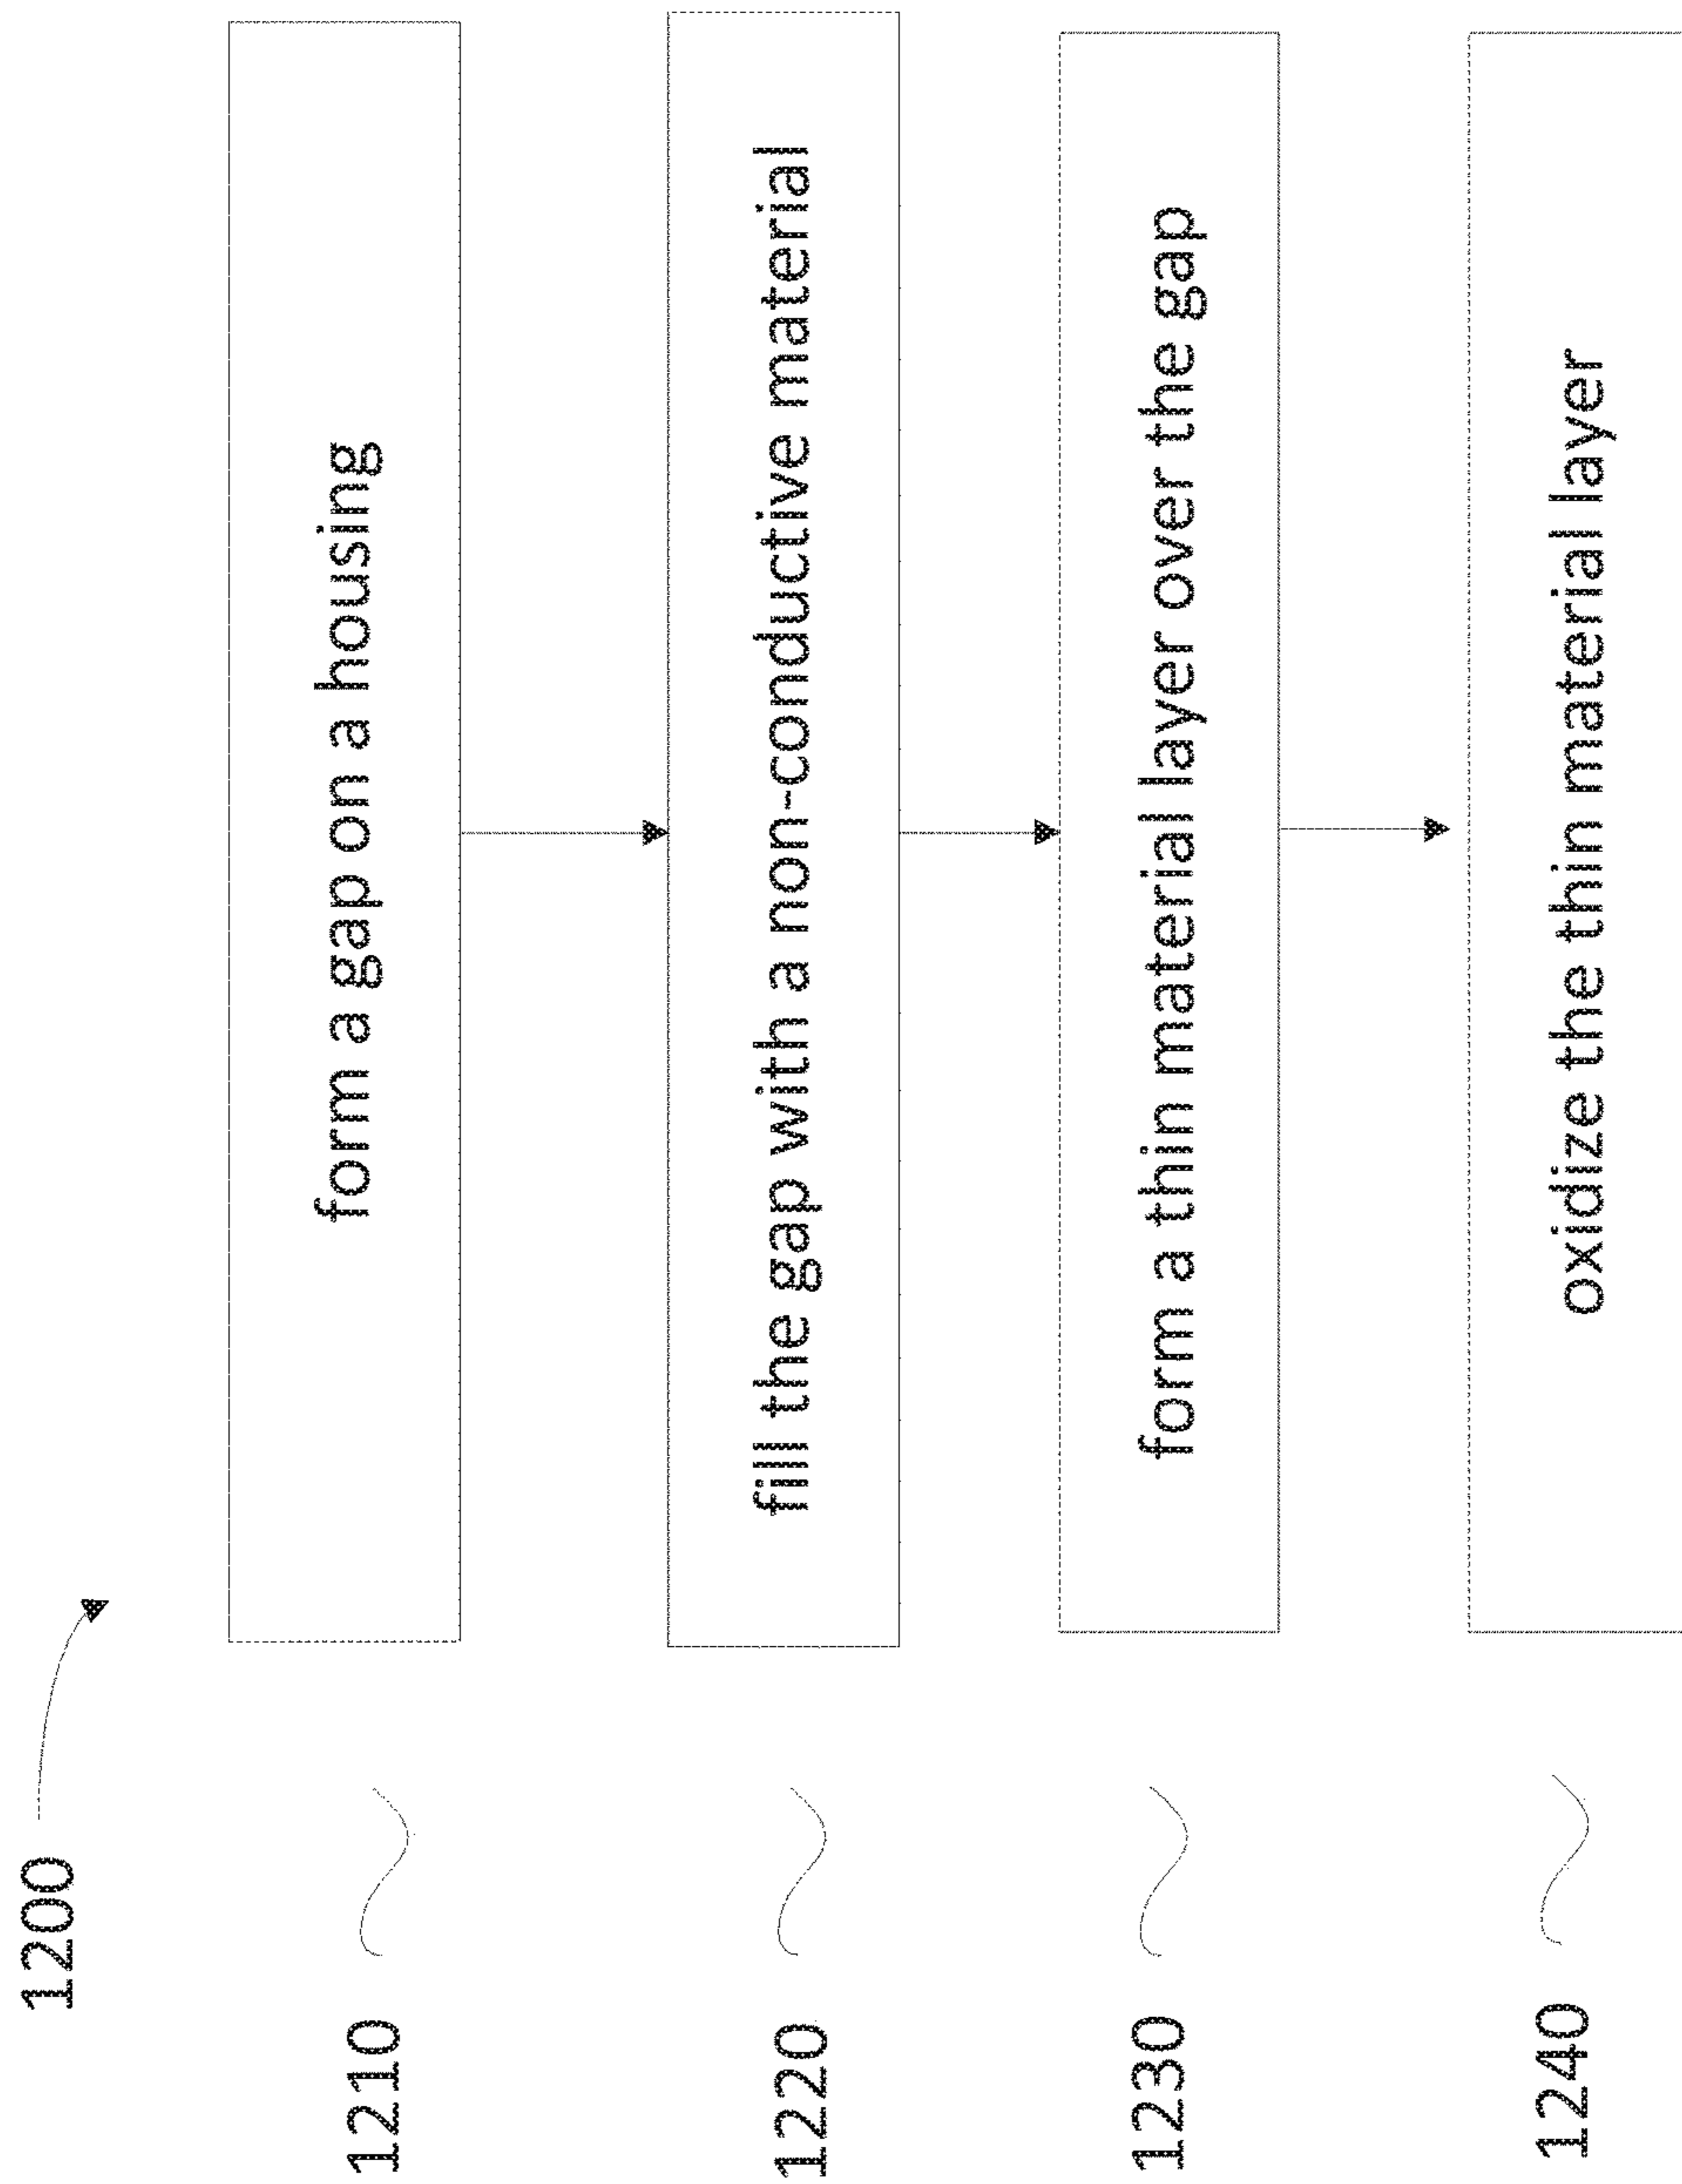 1200
1210
form a gap on a housing
1220
fill the gap with a non-conductive material
1230
form a thin material layer over the gap
1240
oxidize the thin material layer